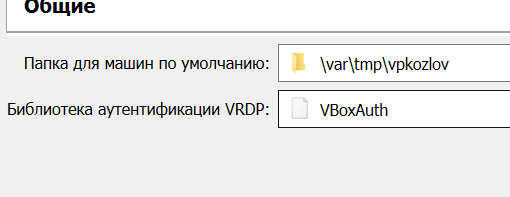 Общие
Папка для машин по умолчанию: \var\tmp\vpkozlov
Библиотека аутентификации VRDP: VBoxAuth